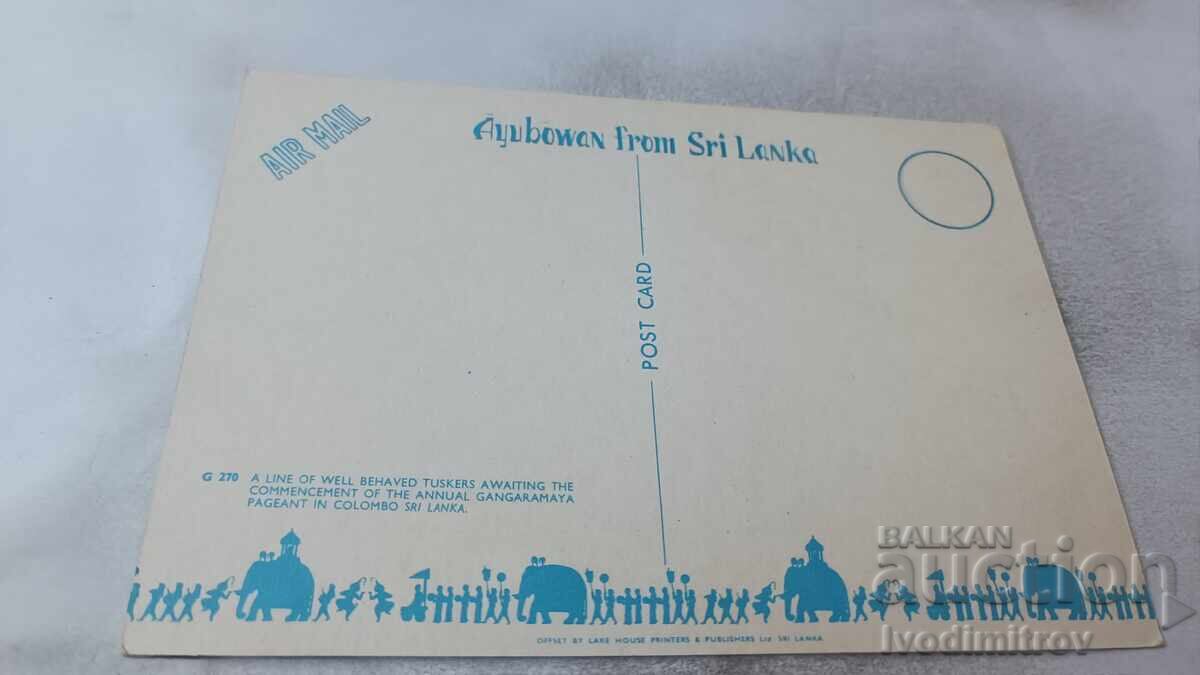 AIR MAIL
Ayubowan from Sri Lanka
POST CARD
G 270 A LINE OF WELL BEHAVED TUSKERS AWAITING THE
COMMENCEMENT OF THE ANNUAL GANGARAMAYA
PAGEANT IN COLOMBO SRI LANKA.
OFFSET BY LAKE HOUSE PRINTERS & PUBLISHERS Ltd SRI LANKA
BALKAN
auction
Ivodimitrov